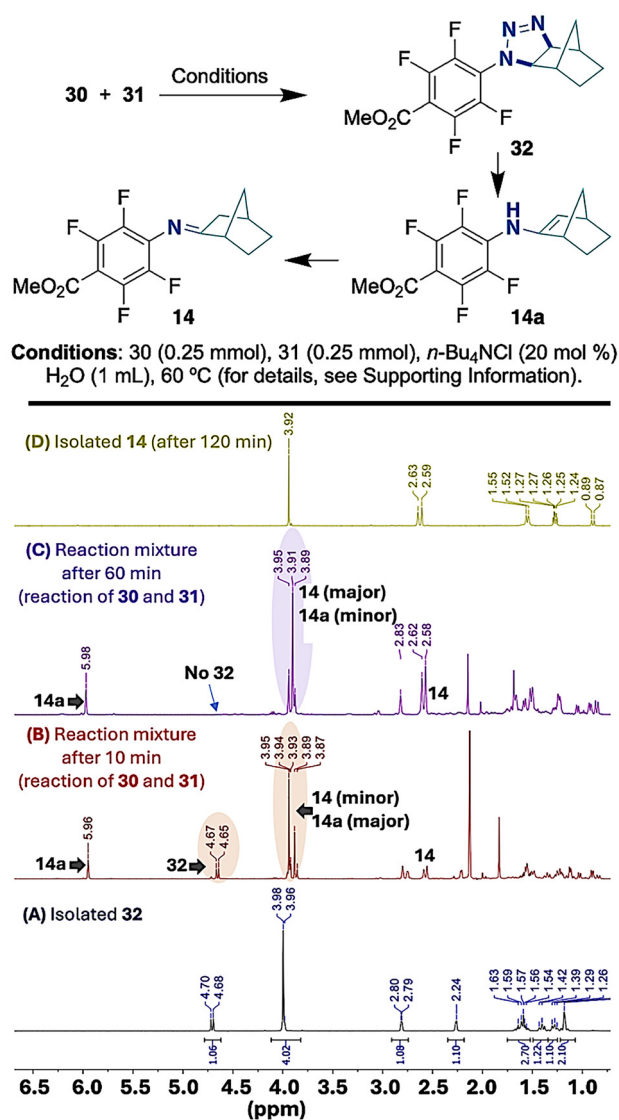 30 + 31
Conditions
N N
N
F
F
F
F
MeO₂C
32
F
F
N
F
F
MeO₂C
14
H
N
F
F
F
F
MeO₂C
14a
Conditions: 30 (0.25 mmol), 31 (0.25 mmol), n-Bu₄NCl (20 mol %)
H₂O (1 mL), 60 ºC (for details, see Supporting Information).
(D) Isolated 14 (after 120 min)
3.92
2.63
2.59
1.55
1.52
1.27
1.27
1.26
1.25
1.24
0.89
0.87
(C) Reaction mixture
after 60 min
(reaction of 30 and 31)
3.95
3.91
3.89
14 (major)
14a (minor)
2.83
2.62
2.58
5.98
14a
No 32
14
(B) Reaction mixture
after 10 min
(reaction of 30 and 31)
3.95
3.94
3.93
3.89
3.87
14 (minor)
14a (major)
5.96
14a
4.67
4.65
32
14
(A) Isolated 32
3.98
3.96
4.70
4.68
2.80
2.79
2.24
1.63
1.59
1.57
1.56
1.54
1.42
1.39
1.29
1.26
1.06
4.02
1.08
1.10
2.70
1.22
1.10
2.10
6.5 6.0 5.5 5.0 4.5 4.0 3.5 3.0 2.5 2.0 1.5 1.0
(ppm)